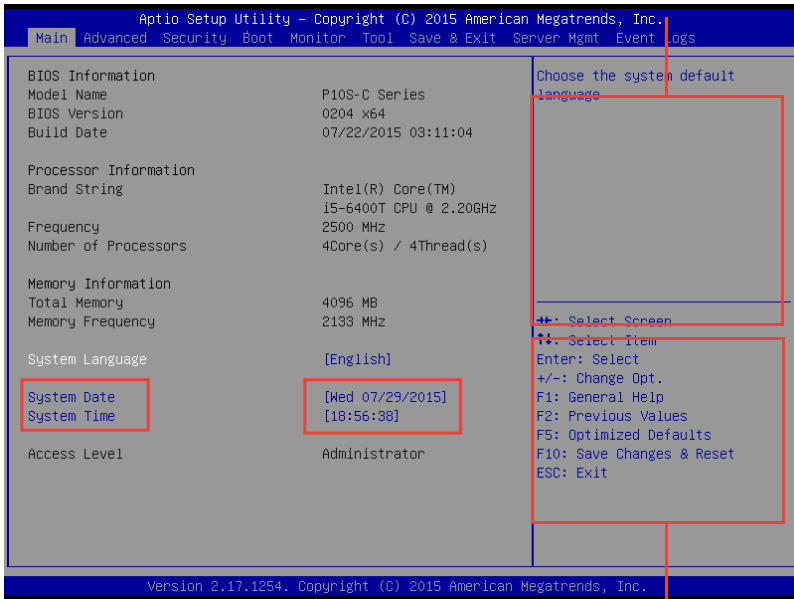 Aptio Setup Utility – Copyright (C) 2015 American Megatrends, Inc.
Main Advanced Security Boot Monitor Tool Save & Exit Server Mgmt Event Logs
BIOS Information
Model Name P10S-C Series
BIOS Version 0204 x64
Build Date 07/22/2015 03:11:04
Processor Information
Brand String Intel(R) Core(TM)
i5-6400T CPU @ 2.20GHz
Frequency 2500 MHz
Number of Processors 4Core(s) / 4Thread(s)
Memory Information
Total Memory 4096 MB
Memory Frequency 2133 MHz
System Language [English]
System Date [Wed 07/29/2015]
System Time [18:56:38]
Access Level Administrator
Choose the system default
language
→←: Select Screen
↑↓: Select Item
Enter: Select
+/-: Change Opt.
F1: General Help
F2: Previous Values
F5: Optimized Defaults
F10: Save Changes & Reset
ESC: Exit
Version 2.17.1254. Copyright (C) 2015 American Megatrends, Inc.